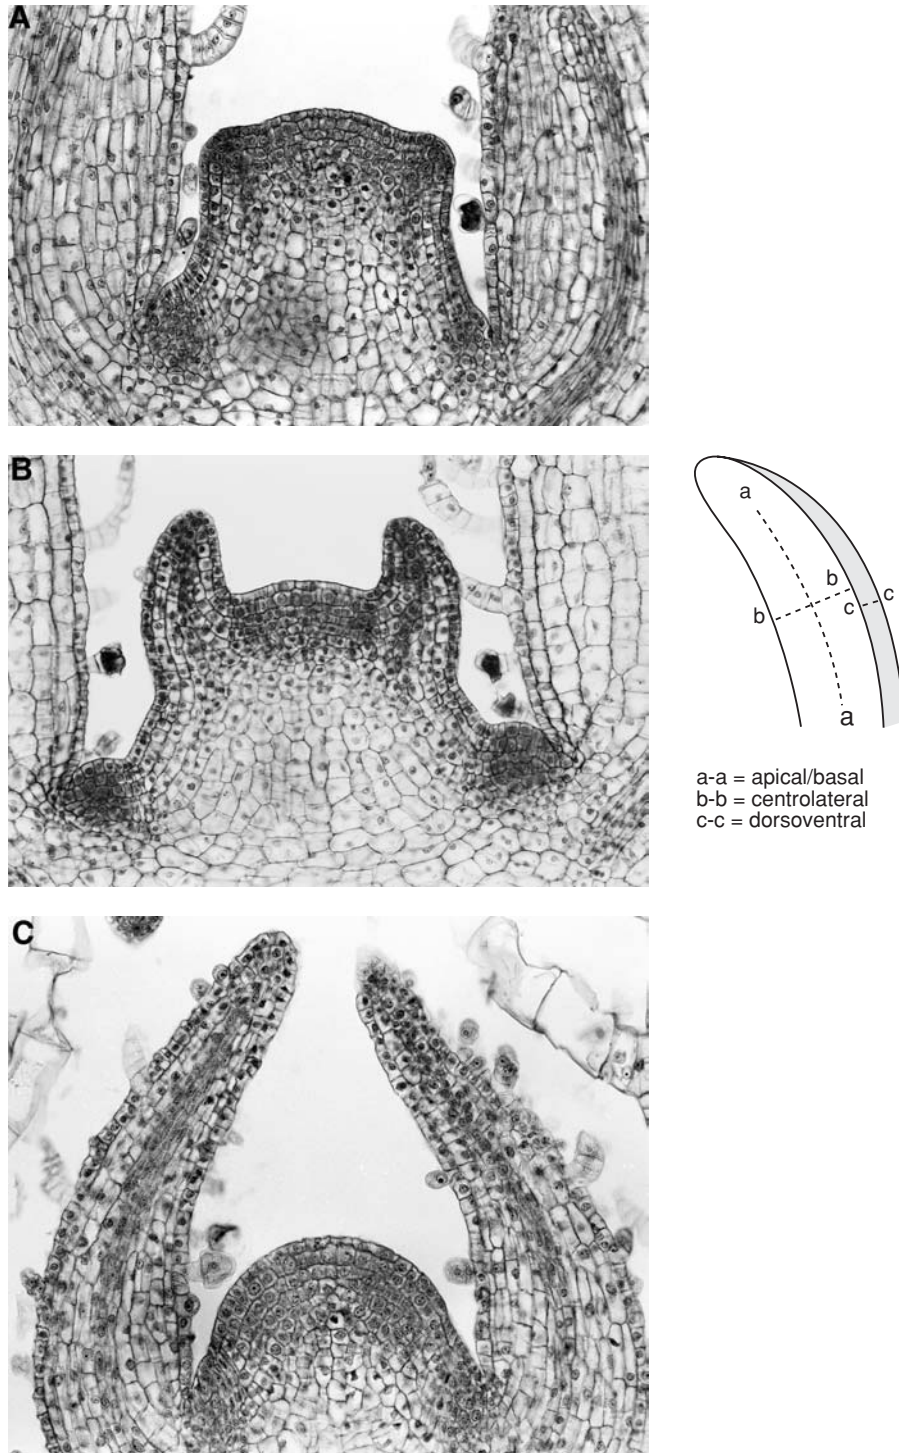 A
B
a
b
b
c
c
a
a-a = apical/basal
b-b = centrolateral
c-c = dorsoventral
C